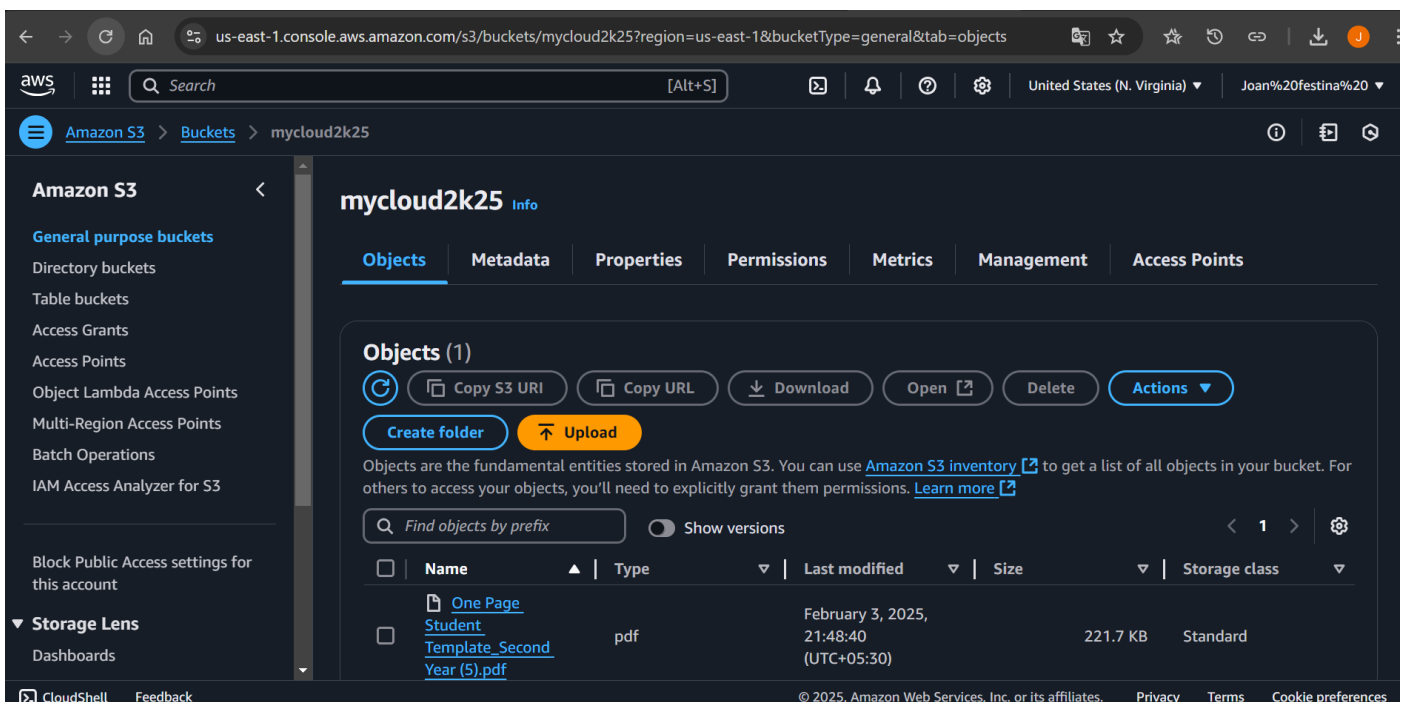 us-east-1.console.aws.amazon.com/s3/buckets/mycloud2k25?region=us-east-1&bucketType=general&tab=objects
J
aws
Search
[Alt+S]
United States (N. Virginia)
Joan%20festina%20
Amazon S3 > Buckets > mycloud2k25
Amazon S3
General purpose buckets
Directory buckets
Table buckets
Access Grants
Access Points
Object Lambda Access Points
Multi-Region Access Points
Batch Operations
IAM Access Analyzer for S3
Block Public Access settings for
this account
Storage Lens
Dashboards
mycloud2k25 Info
Objects
Metadata
Properties
Permissions
Metrics
Management
Access Points
Objects (1)
Copy S3 URI
Copy URL
Download
Open
Delete
Actions
Create folder
Upload
Objects are the fundamental entities stored in Amazon S3. You can use Amazon S3 inventory to get a list of all objects in your bucket. For
others to access your objects, you'll need to explicitly grant them permissions. Learn more
Find objects by prefix
Show versions
1
Name
Type
Last modified
Size
Storage class
One Page
Student
Template_Second
Year (5).pdf
pdf
February 3, 2025,
21:48:40
(UTC+05:30)
221.7 KB
Standard
CloudShell
Feedback
© 2025, Amazon Web Services, Inc. or its affiliates.
Privacy
Terms
Cookie preferences